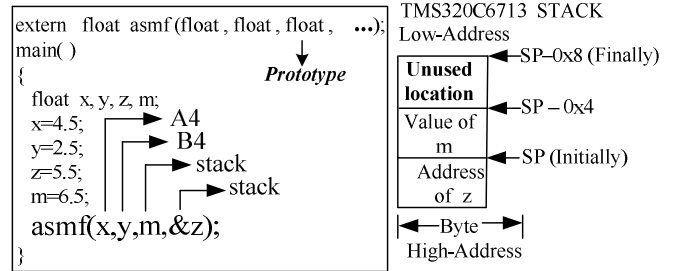 extern float asmf (float, float, float, ...);
main( )
Prototype
{
float x, y, z, m;
x=4.5;
y=2.5;
z=5.5;
m=6.5;
A4
B4
stack
stack
asmf(x,y,m,&z);
}
TMS320C6713 STACK
Low-Address
SP–0x8 (Finally)
Unused
location
SP – 0x4
Value of
m
SP (Initially)
Address
of z
Byte
High-Address